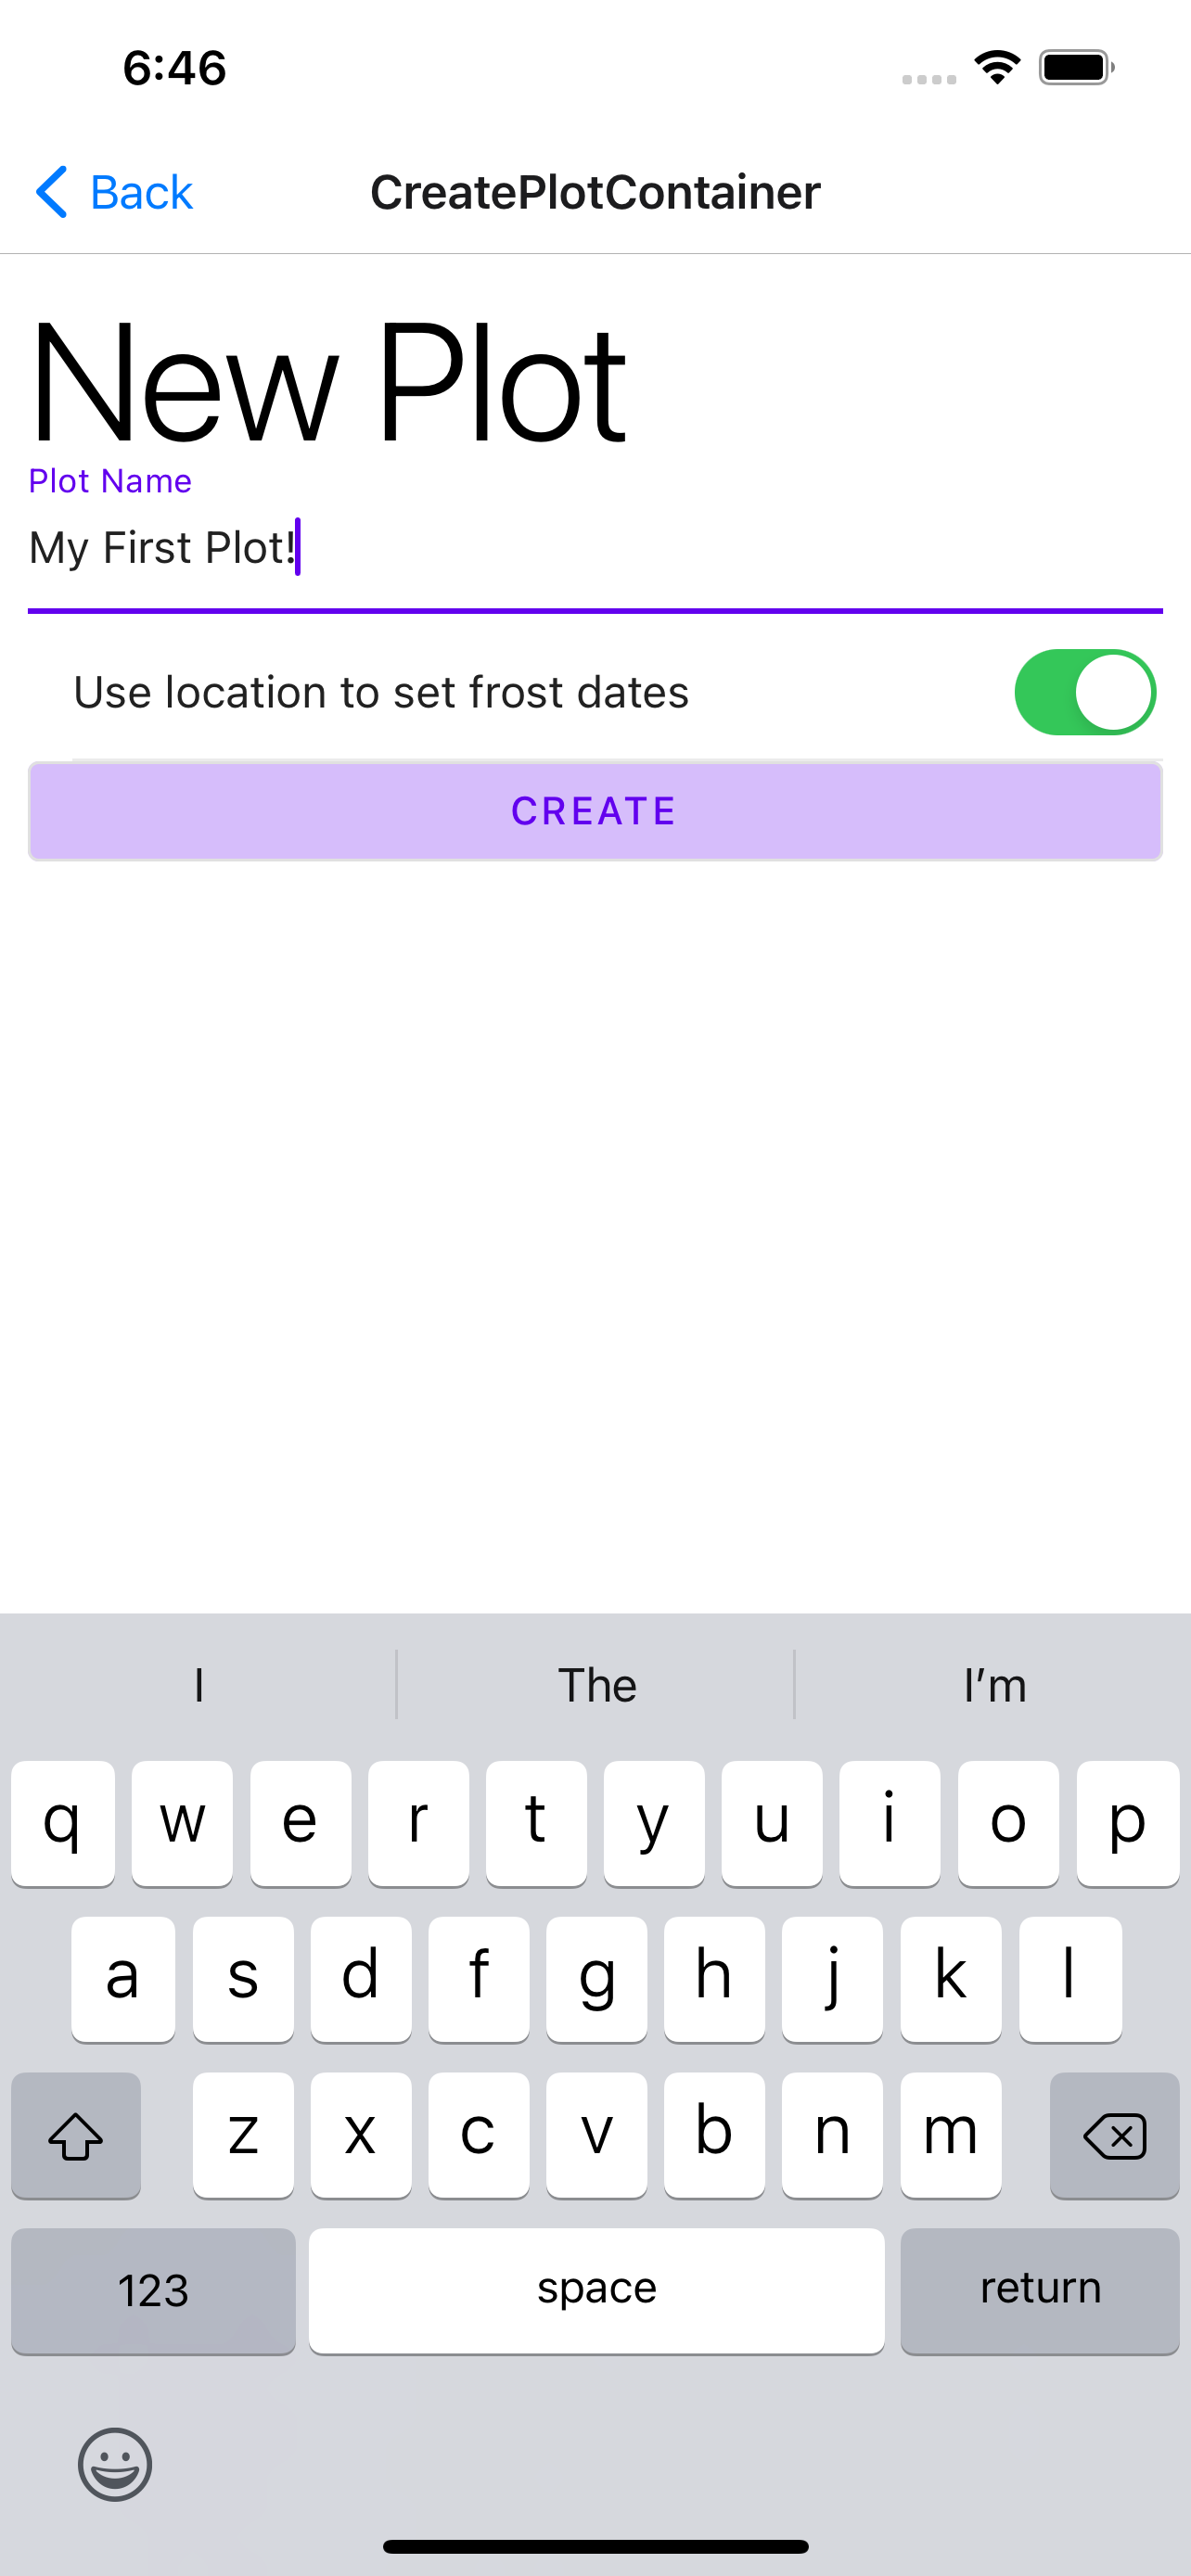 6:46
Back CreatePlotContainer
New Plot
Plot Name
My First Plot!
Use location to set frost dates
CREATE
I The I’m
q w e r t y u i o p
a s d f g h j k l
z x c v b n m
123 space return